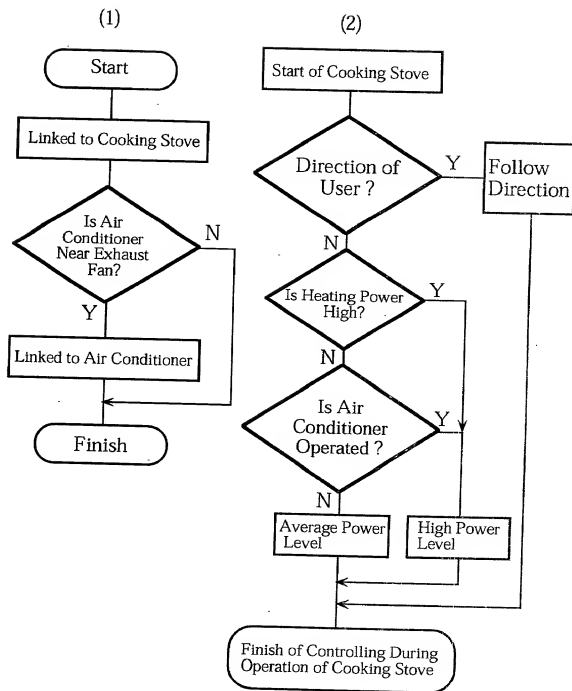 (1)
Start
Linked to Cooking Stove
Is Air
Conditioner
Near Exhaust
Fan?
N
Y
Linked to Air Conditioner
Finish
(2)
Start of Cooking Stove
Direction of
User ?
Y
Follow
Direction
N
Is Heating Power
High?
Y
N
Is Air
Conditioner
Operated ?
Y
N
Average Power
Level
High Power
Level
Finish of Controlling During
Operation of Cooking Stove